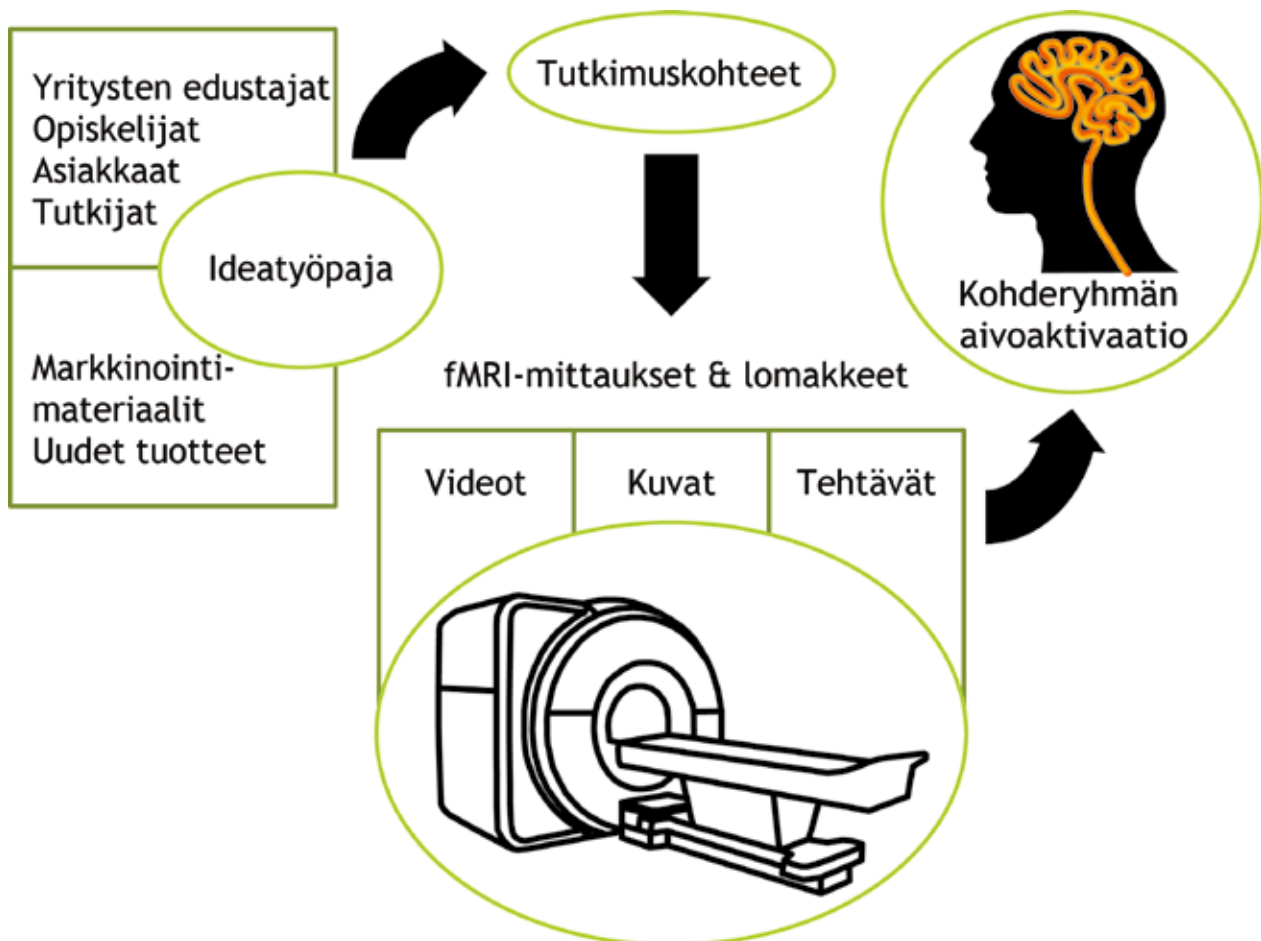 Yritysten edustajat
Opiskelijat
Asiakkaat
Tutkijat
Ideatyöpaja
Markkinointi-
materiaalit
Uudet tuotteet
Tutkimuskohteet
fMRI-mittaukset & lomakkeet
Videot
Kuvat
Tehtävät
Kohderyhmän
aivoaktivaatio